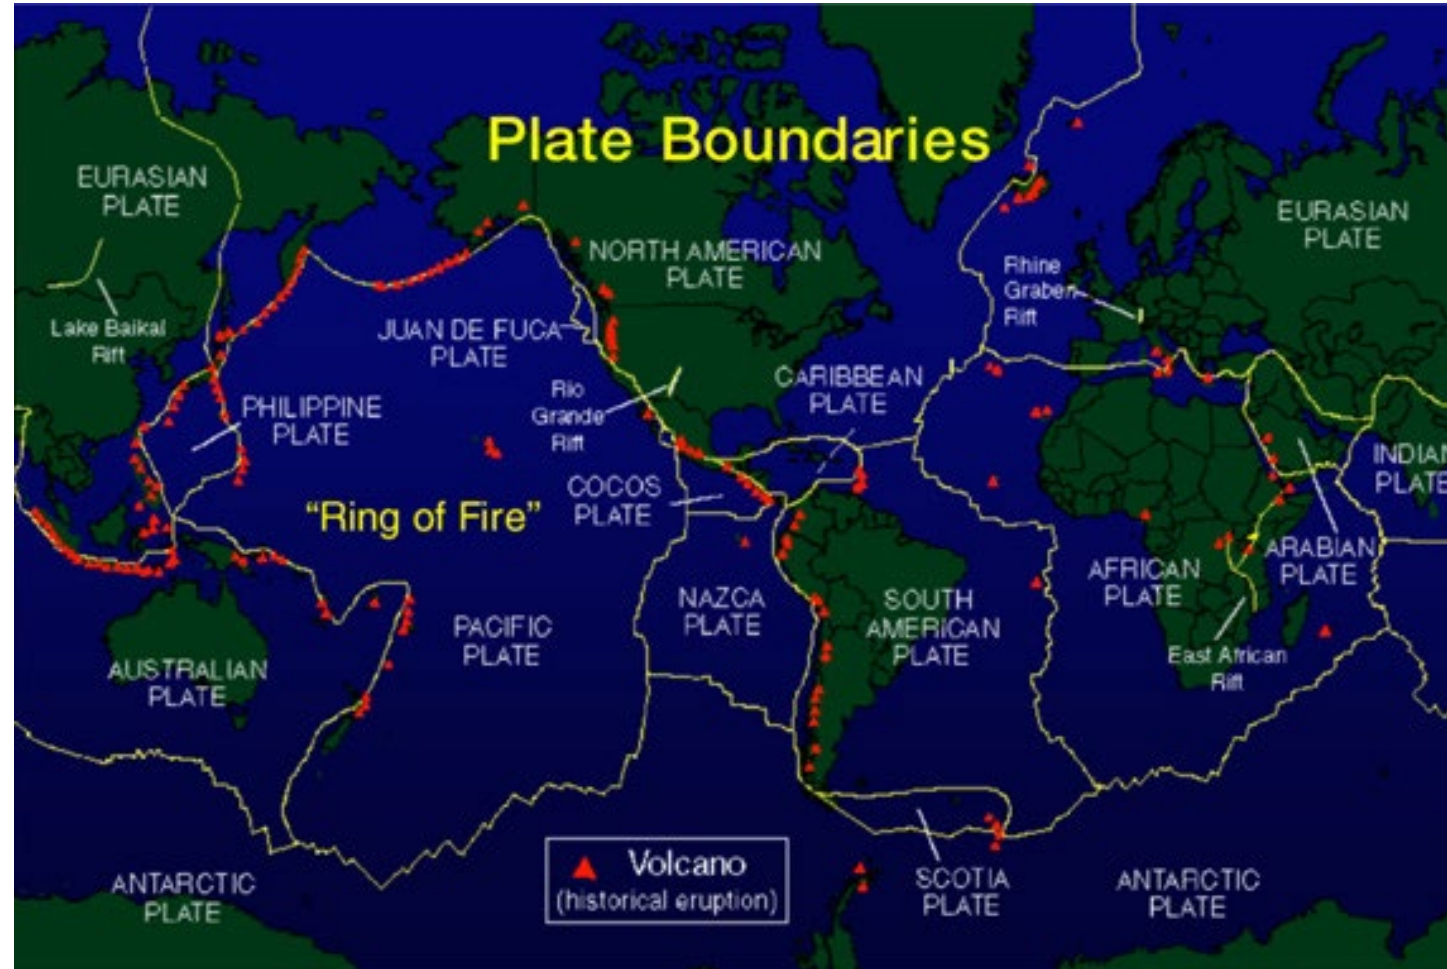 Plate Boundaries
EURASIAN
PLATE
Lake Baikal
Rift
PHILIPPINE
PLATE
"Ring of Fire"
AUSTRALIAN
PLATE
PACIFIC
PLATE
ANTARCTIC
PLATE
NORTH AMERICAN
PLATE
JUAN DE FUCA
PLATE
Rio
Grande
Rift
CARIBBEAN
PLATE
COCOS
PLATE
NAZCA
PLATE
SOUTH
AMERICAN
PLATE
Rhine
Graben
Rift
EURASIAN
PLATE
INDIAN
PLATE
ARABIAN
PLATE
AFRICAN
PLATE
East African
Rift
SCOTIA
PLATE
ANTARCTIC
PLATE
Volcano
(historical eruption)